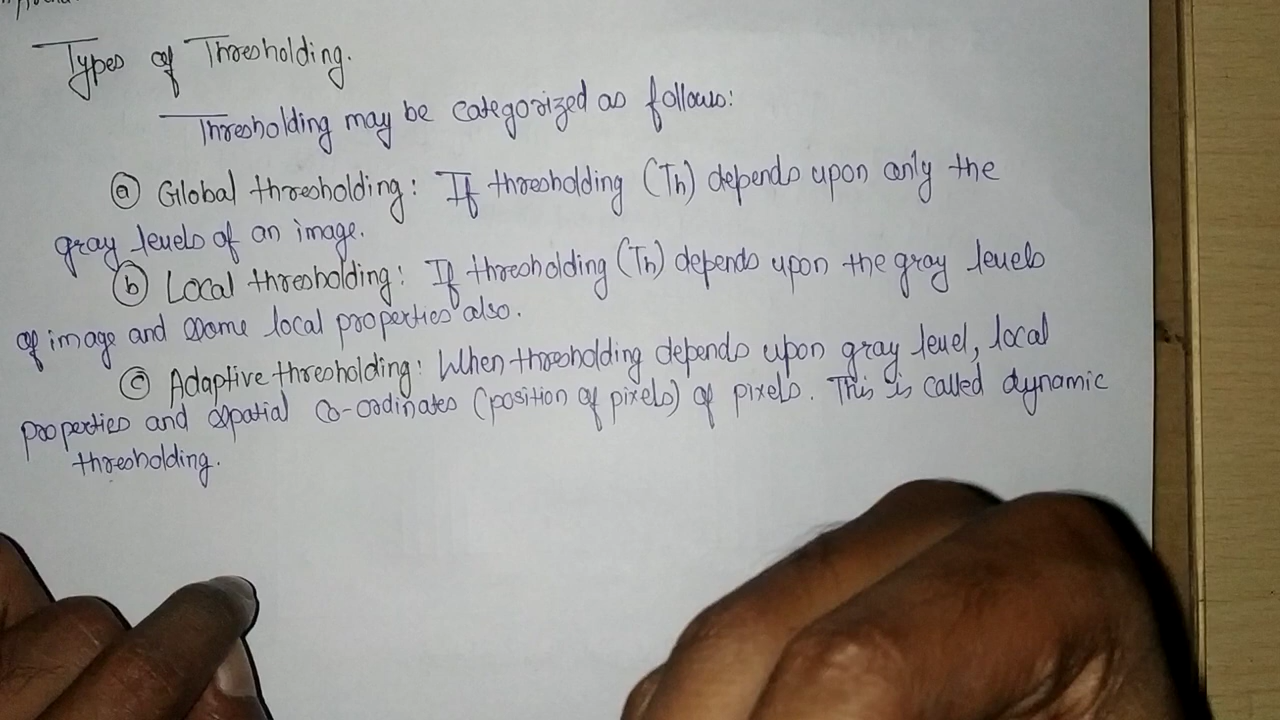 Types of Thresholding.
Thresholding may be categorized as follows:
(a) Global thresholding: If thresholding (Th) depends upon only the
gray levels of an image.
(b) Local thresholding: If thresholding (Th) depends upon the gray levels
of image and some local properties also.
(c) Adaptive thresholding: When thresholding depends upon gray level, local
properties and spatial co-ordinates (position of pixels) of pixels. This is called dynamic
thresholding.